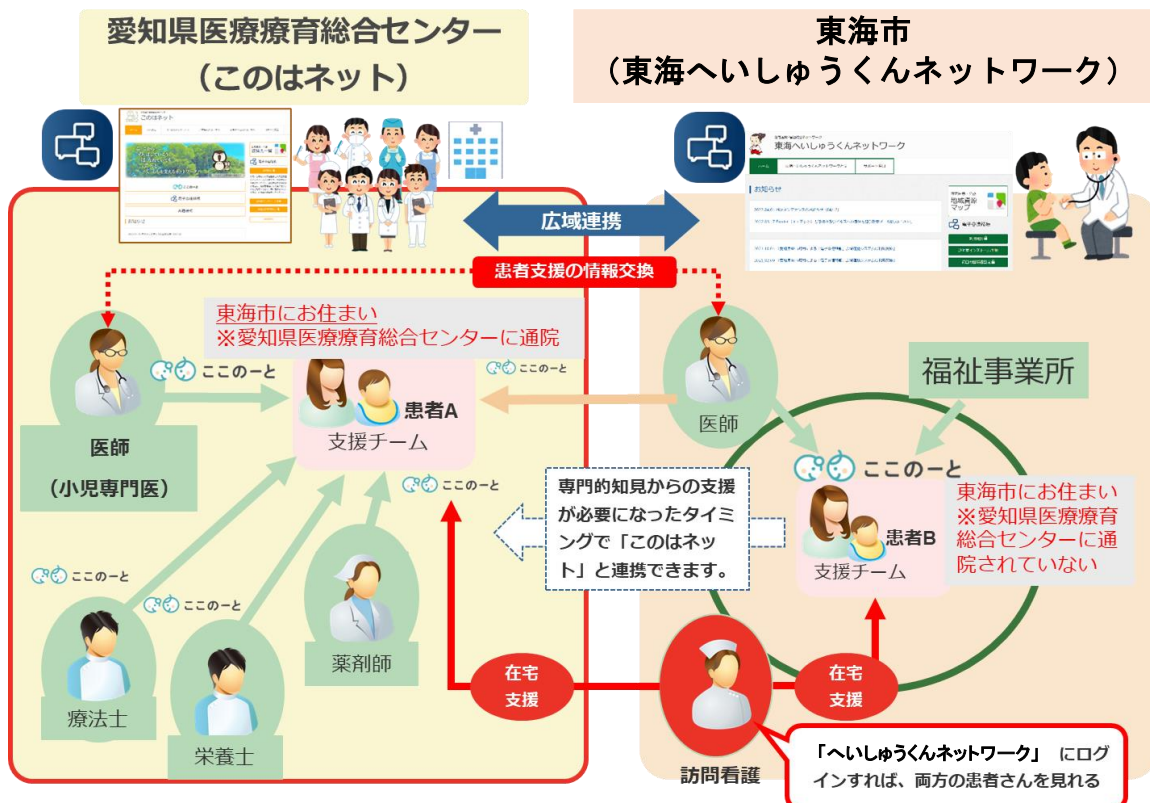 愛知県医療療育総合センター
（このはネット）
東海市
（東海へいしゅうくんネットワーク）
このはネット
東海へいしゅうくんネットワーク
お知らせ
地域資源
マップ
広域連携
患者支援の情報交換
東海市にお住まい
※愛知県医療療育総合センターに通院
ここのーと
ここのーと
患者A
支援チーム
医師
（小児専門医）
医師
福祉事業所
ここのーと
ここのーと
専門的知見からの支援
が必要になったタイミ
ングで「このはネッ
ト」と連携できます。
東海市にお住まい
※愛知県医療療育
総合センターに通
院されていない
患者B
支援チーム
ここのーと
ここのーと
薬剤師
療法士
栄養士
在宅
支援
在宅
支援
訪問看護
「へいしゅうくんネットワーク」 にログ
インすれば、両方の患者さんを見れる